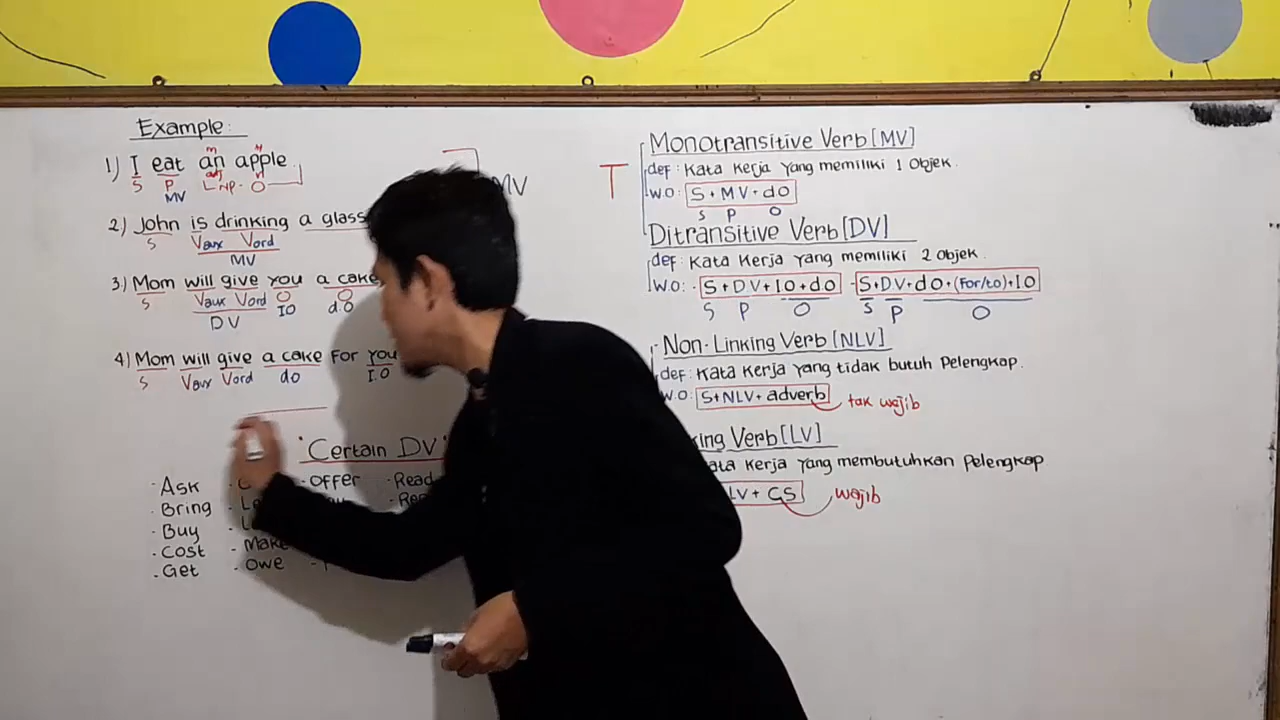 Example:
1) I eat an apple.
m M
S P adj n
MV NP O
MV
2) John is drinking a glass
S Vaux Vord
MV
3) Mom will give you a cake
S Vaux Vord O O
DV IO d.O
4) Mom will give a cake for you
S Vaux Vord do I.O
"Certain DV"
- Ask
- Bring
- Buy
- Cost
- Get
- Make
- Owe
- Offer
- Read
T
Monotransitive Verb [MV]
def: Kata Kerja yang memiliki 1 Objek.
W.O: S + MV + dO
S P O
Ditransitive Verb [DV]
def: Kata Kerja yang memiliki 2 Objek.
W.O: - S + DV + IO + dO - S + DV + dO + (for/to) + IO
S P O S P O
- Non-Linking Verb [NLV]
def: Kata Kerja yang tidak butuh Pelengkap.
W.O: S + NLV + adverb tak wajib
king Verb [LV]
ata Kerja yang membutuhkan Pelengkap
LV + CS wajib